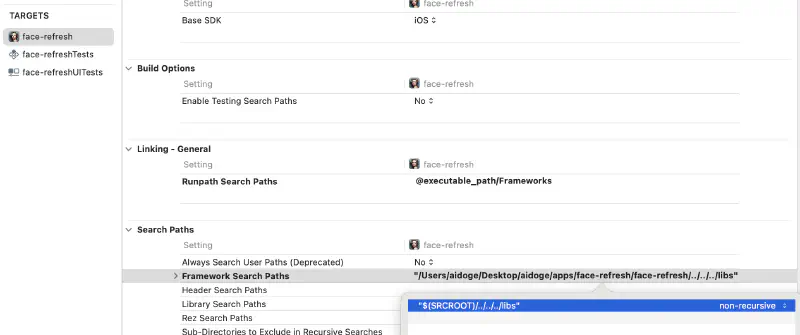 TARGETS
face-refresh
face-refreshTests
face-refreshUITests
Setting face-refresh
Base SDK iOS
Build Options
Setting face-refresh
Enable Testing Search Paths No
Linking - General
Setting face-refresh
Runpath Search Paths @executable_path/Frameworks
Search Paths
Setting face-refresh
Always Search User Paths (Deprecated) No
Framework Search Paths "/Users/aidoge/Desktop/aidoge/apps/face-refresh/face-refresh/../../../libs"
Header Search Paths
Library Search Paths "$(SRCROOT)/../../../libs" non-recursive
Rez Search Paths
Sub-Directories to Exclude in Recursive Searches